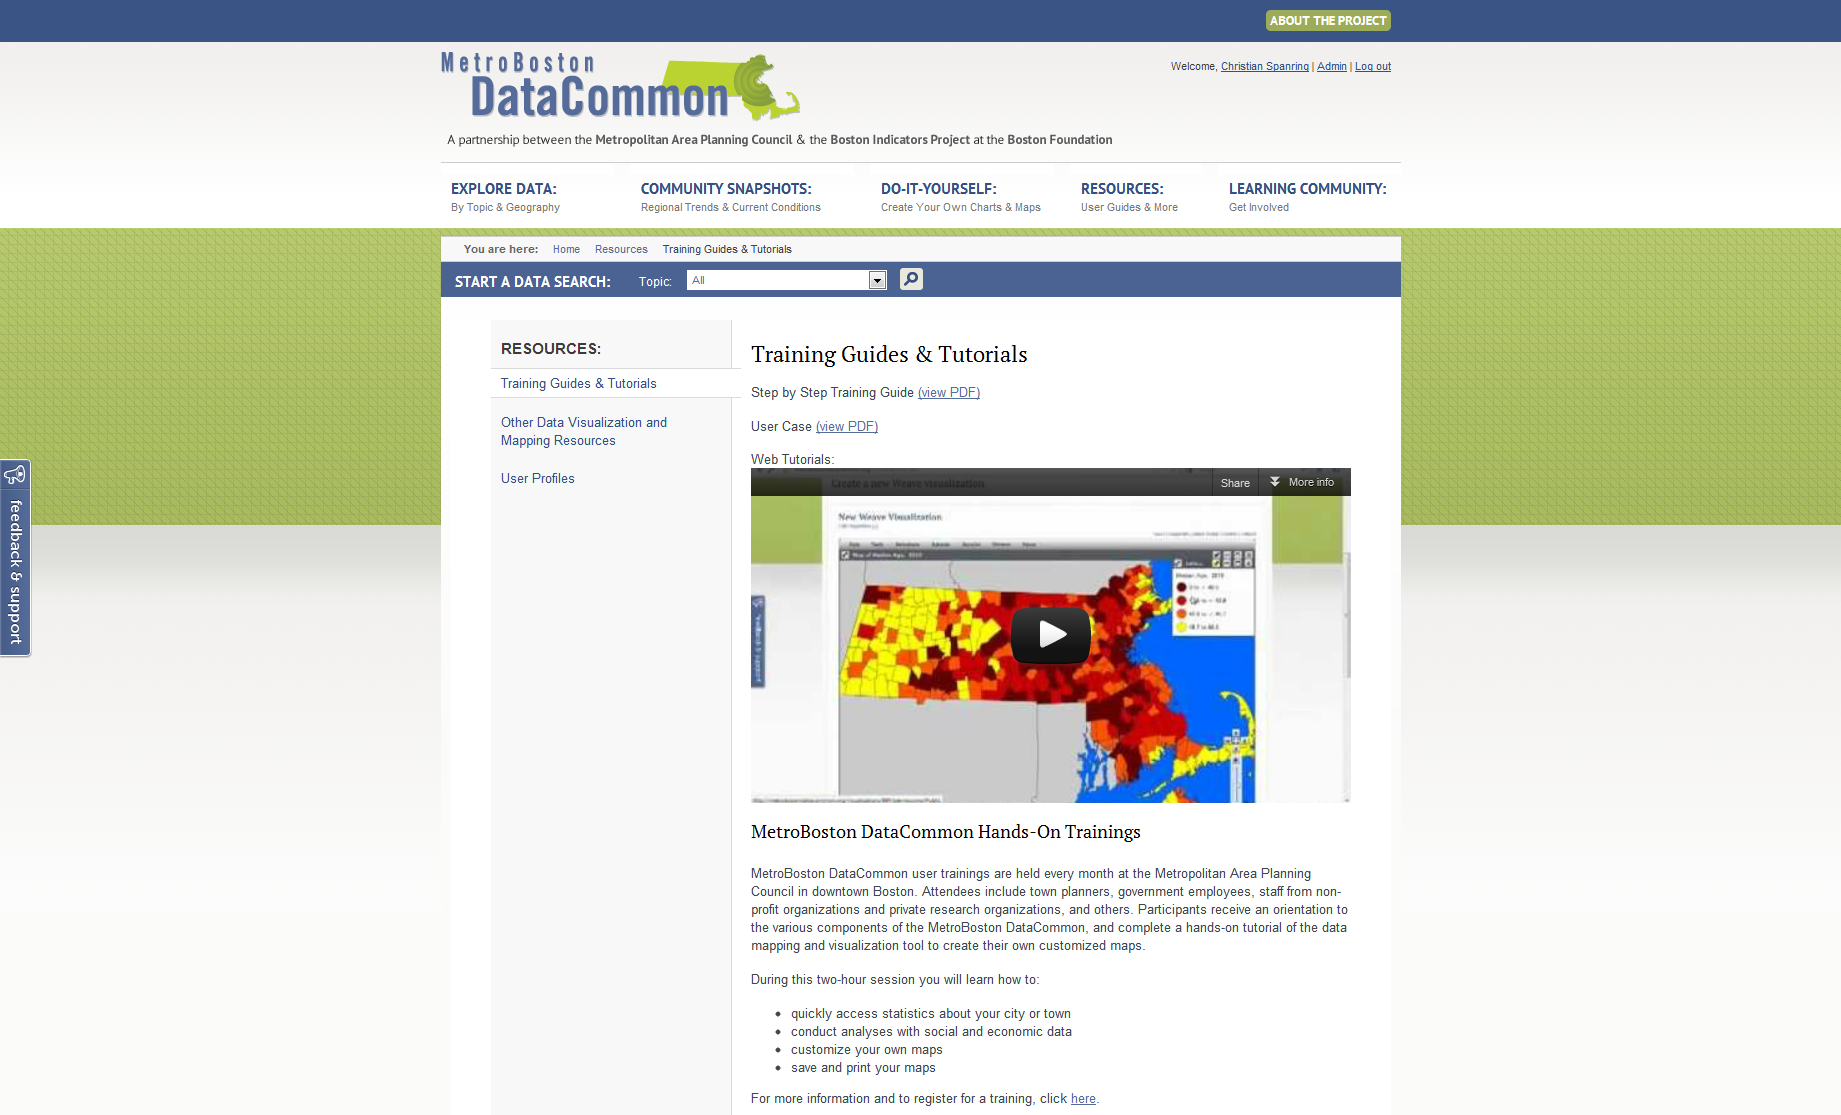 ABOUT THE PROJECT
MetroBoston
DataCommon
Welcome, Christian Spanring | Admin | Log out
A partnership between the Metropolitan Area Planning Council & the Boston Indicators Project at the Boston Foundation
EXPLORE DATA:
By Topic & Geography
COMMUNITY SNAPSHOTS:
Regional Trends & Current Conditions
DO-IT-YOURSELF:
Create Your Own Charts & Maps
RESOURCES:
User Guides & More
LEARNING COMMUNITY:
Get Involved
You are here: Home Resources Training Guides & Tutorials
START A DATA SEARCH: Topic: All
feedback & support
RESOURCES:
Training Guides & Tutorials
Other Data Visualization and
Mapping Resources
User Profiles
Training Guides & Tutorials
Step by Step Training Guide (view PDF)
User Case (view PDF)
Web Tutorials:
Create a new Weave visualization
Share More info
New Weave Visualization
MetroBoston DataCommon Hands-On Trainings
MetroBoston DataCommon user trainings are held every month at the Metropolitan Area Planning
Council in downtown Boston. Attendees include town planners, government employees, staff from non-
profit organizations and private research organizations, and others. Participants receive an orientation to
the various components of the MetroBoston DataCommon, and complete a hands-on tutorial of the data
mapping and visualization tool to create their own customized maps.
During this two-hour session you will learn how to:
• quickly access statistics about your city or town
• conduct analyses with social and economic data
• customize your own maps
• save and print your maps
For more information and to register for a training, click here.